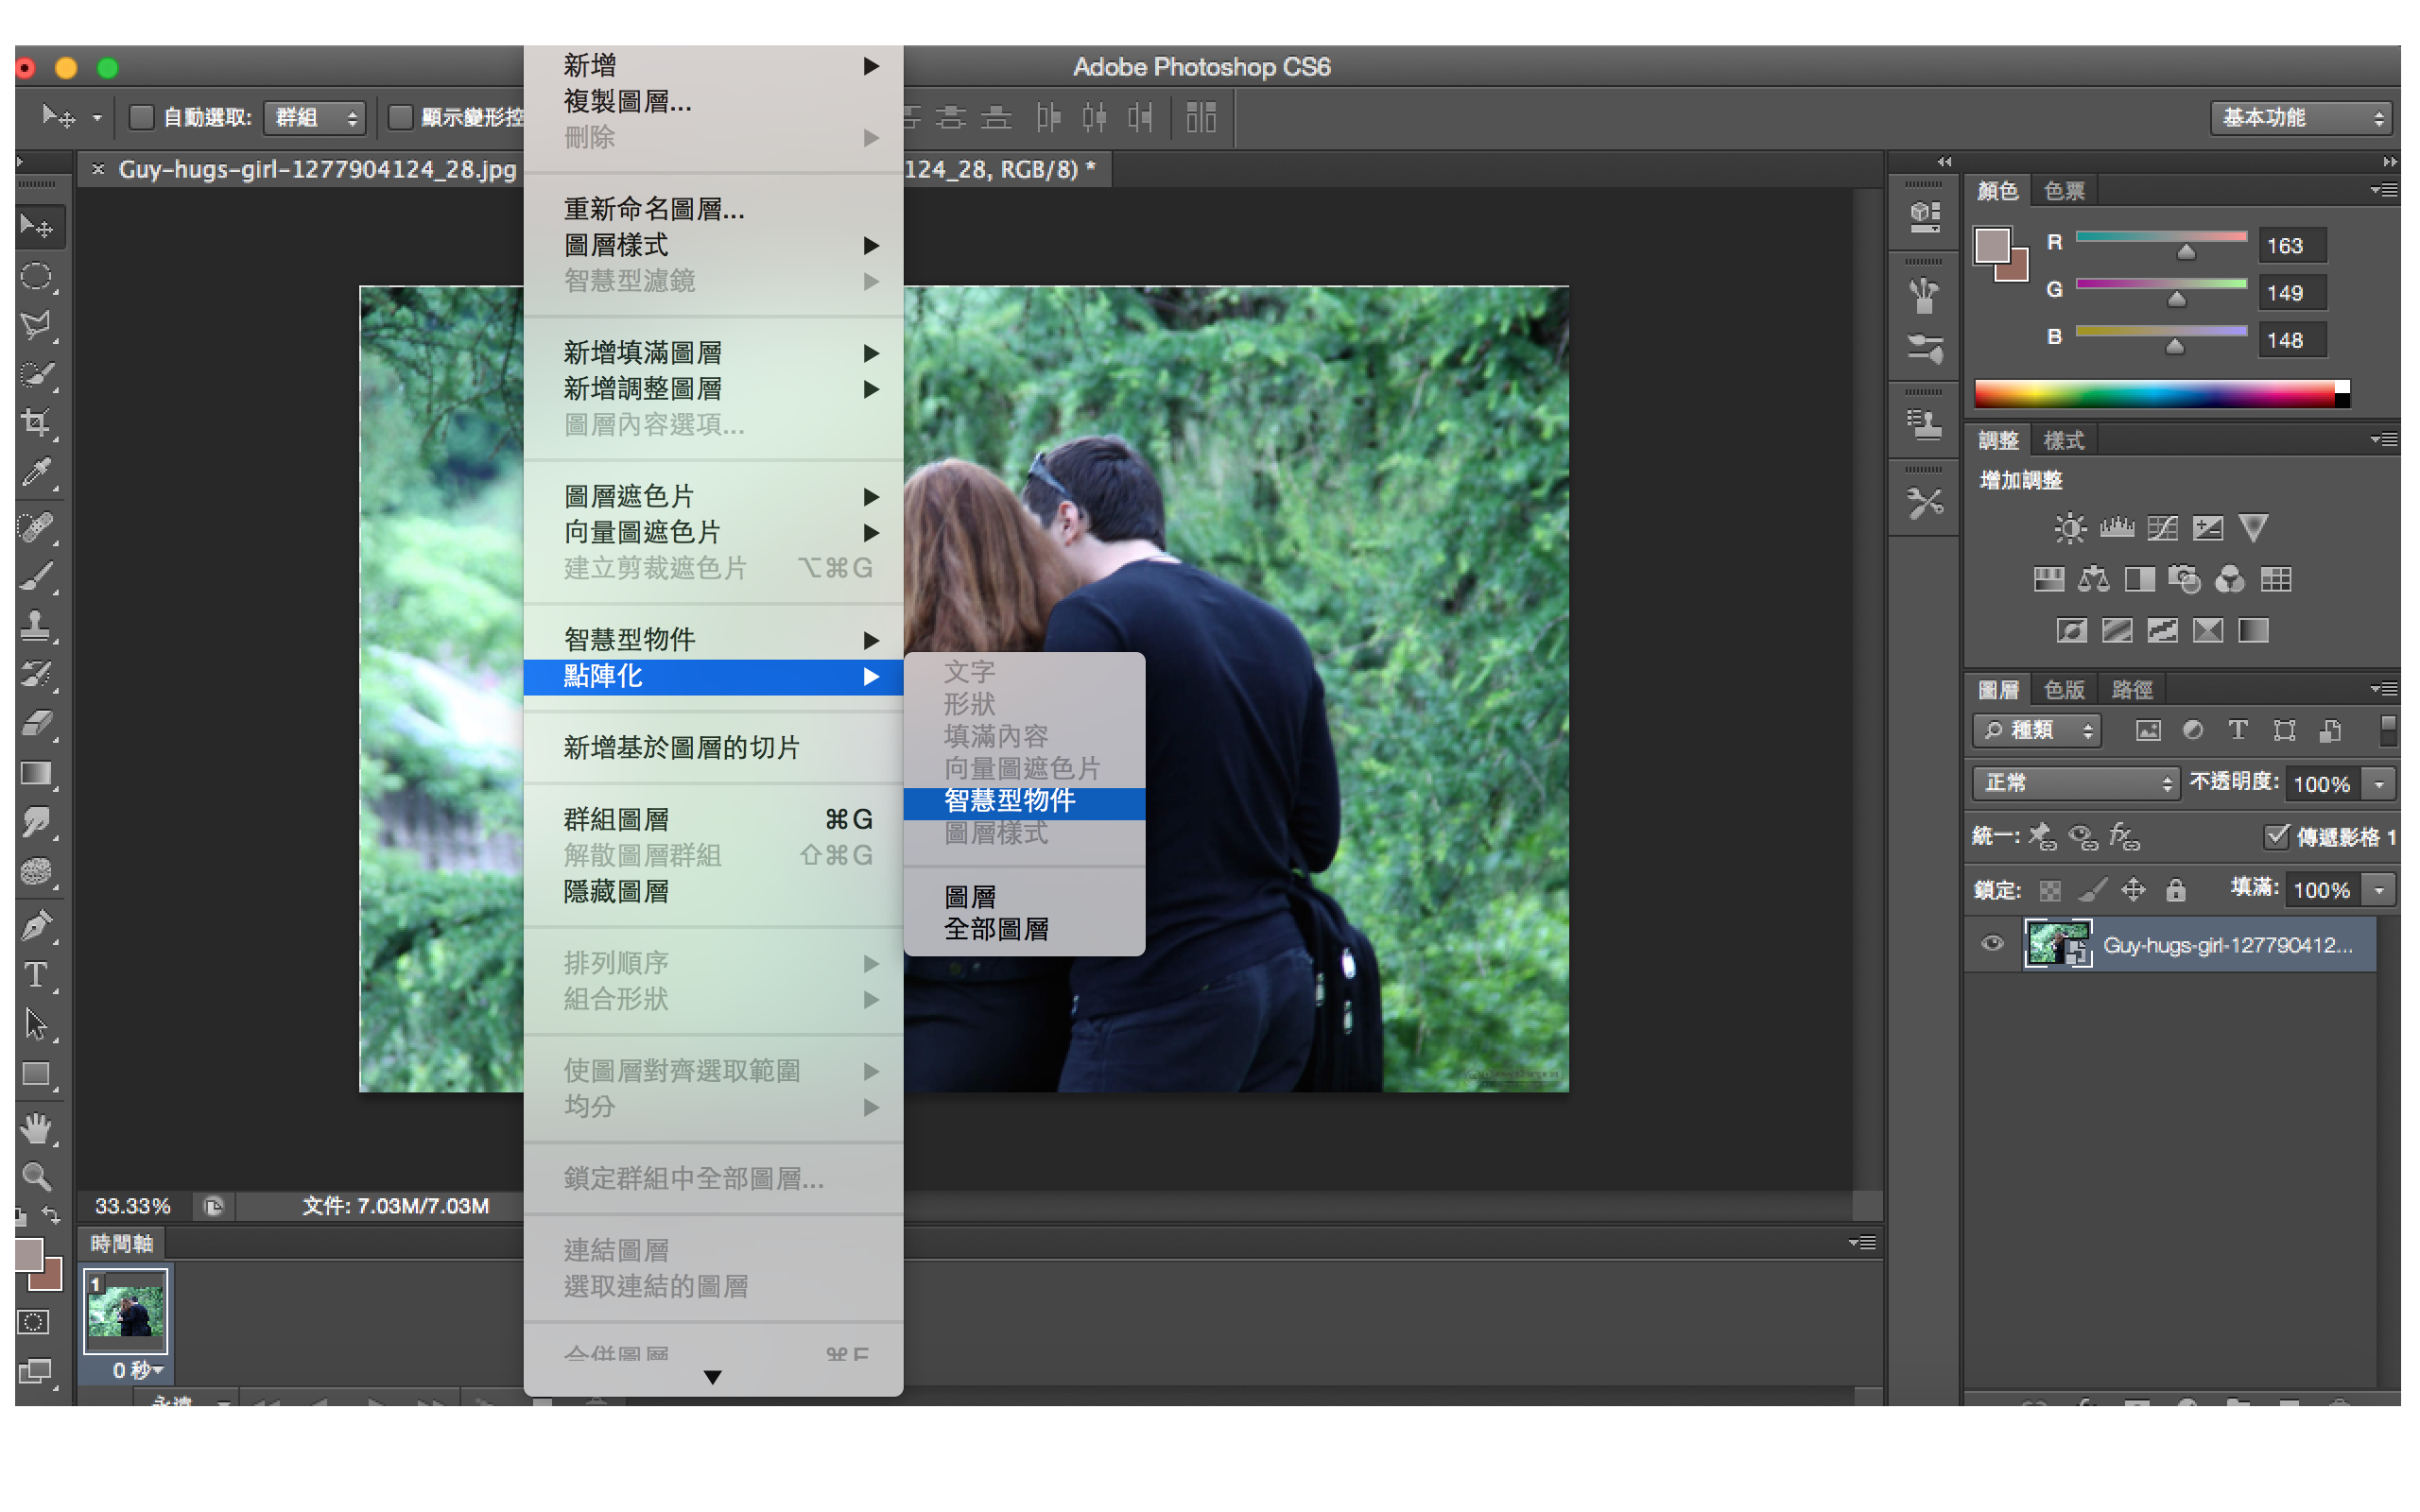 Adobe Photoshop CS6
自動選取:
群組
顯示變形控
基本功能
× Guy-hugs-girl-1277904124_28.jpg
124_28, RGB/8) *
新增
複製圖層...
刪除
重新命名圖層...
圖層樣式
智慧型濾鏡
新增填滿圖層
新增調整圖層
圖層內容選項...
圖層遮色片
向量圖遮色片
建立剪裁遮色片 ⌥⌘G
智慧型物件
點陣化
新增基於圖層的切片
群組圖層 ⌘G
解散圖層群組 ⇧⌘G
隱藏圖層
排列順序
組合形狀
使圖層對齊選取範圍
均分
鎖定群組中全部圖層...
連結圖層
選取連結的圖層
合併圖層 ⌘E
文字
形狀
填滿內容
向量圖遮色片
智慧型物件
圖層樣式
圖層
全部圖層
顏色 色票
R 163
G 149
B 148
調整 樣式
增加調整
圖層 色版 路徑
種類
正常 不透明度: 100%
統一: 傳遞影格 1
鎖定: 填滿: 100%
Guy-hugs-girl-127790412...
33.33% 文件: 7.03M/7.03M
時間軸
1
0 秒
永遠